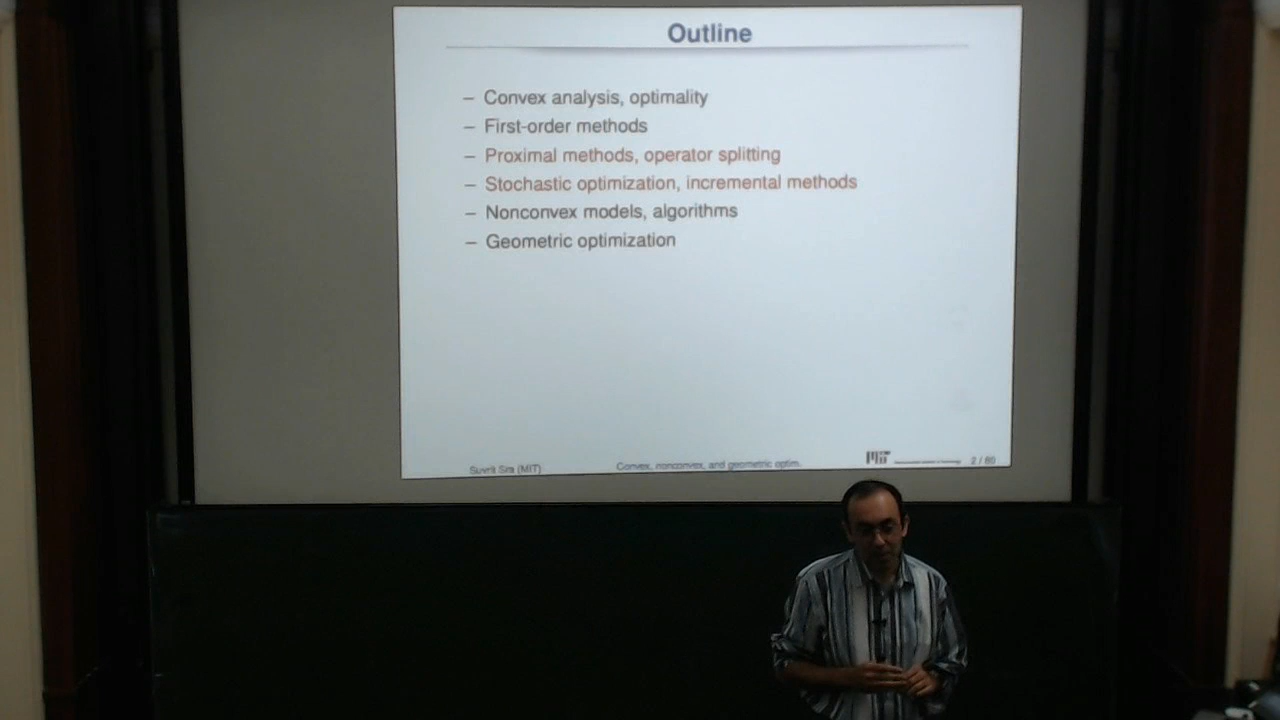 Outline
– Convex analysis, optimality
– First-order methods
– Proximal methods, operator splitting
– Stochastic optimization, incremental methods
– Nonconvex models, algorithms
– Geometric optimization
Suvrit Sra (MIT)
Convex, nonconvex, and geometric optim.
2 / 80